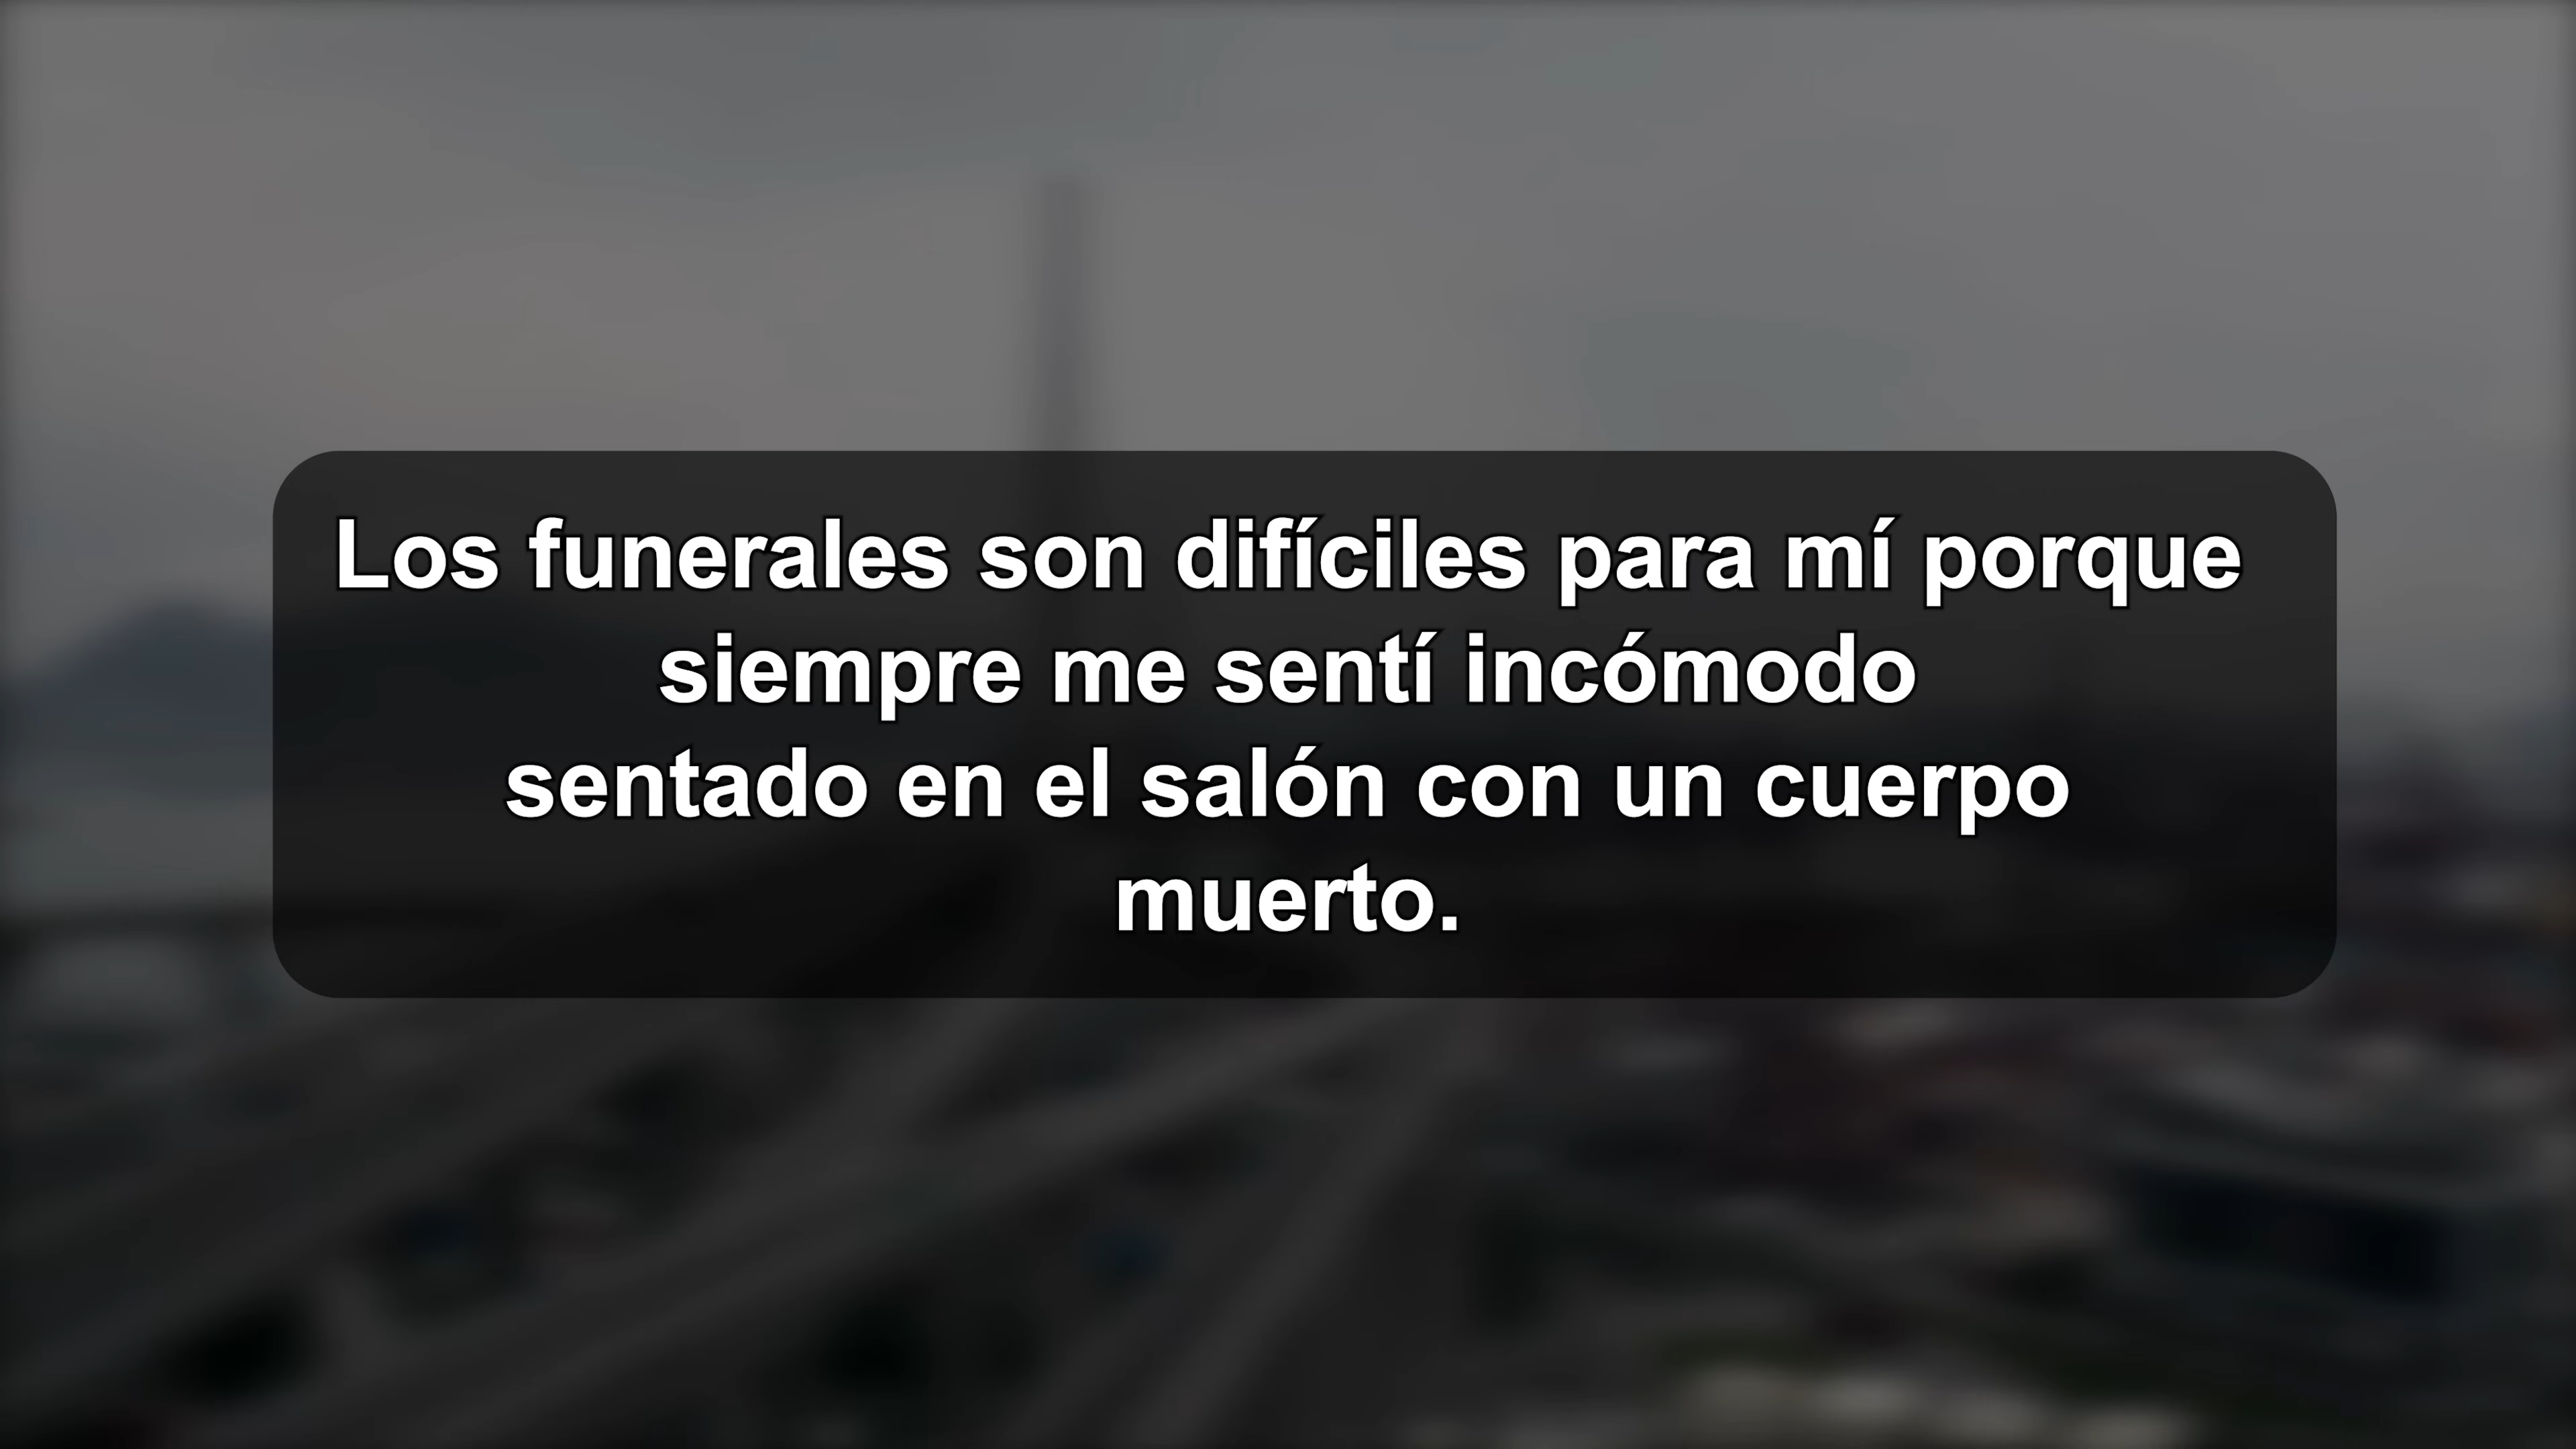 Los funerales son difíciles para mí porque
siempre me sentí incómodo
sentado en el salón con un cuerpo
muerto.